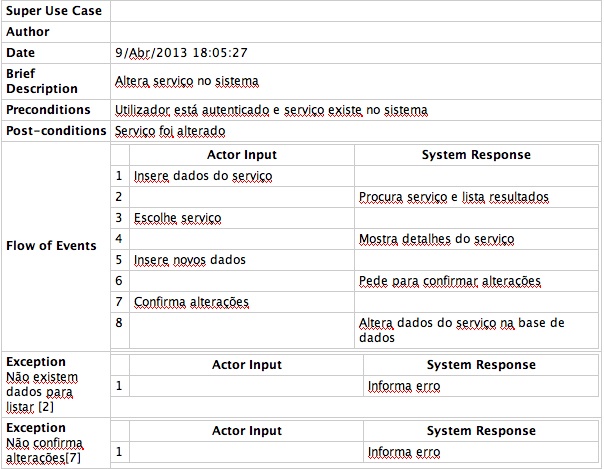 Super Use Case
Author
Date 9/Abr/2013 18:05:27
Brief
Description
Altera serviço no sistema
Preconditions Utilizador está autenticado e serviço existe no sistema
Post-conditions Serviço foi alterado
Flow of Events
Actor Input System Response
1 Insere dados do serviço
2 Procura serviço e lista resultados
3 Escolhe serviço
4 Mostra detalhes do serviço
5 Insere novos dados
6 Pede para confirmar alterações
7 Confirma alterações
8 Altera dados do serviço na base de
dados
Exception
Não existem
dados para
listar [2]
Actor Input System Response
1 Informa erro
Exception
Não confirma
alterações[7]
Actor Input System Response
1 Informa erro